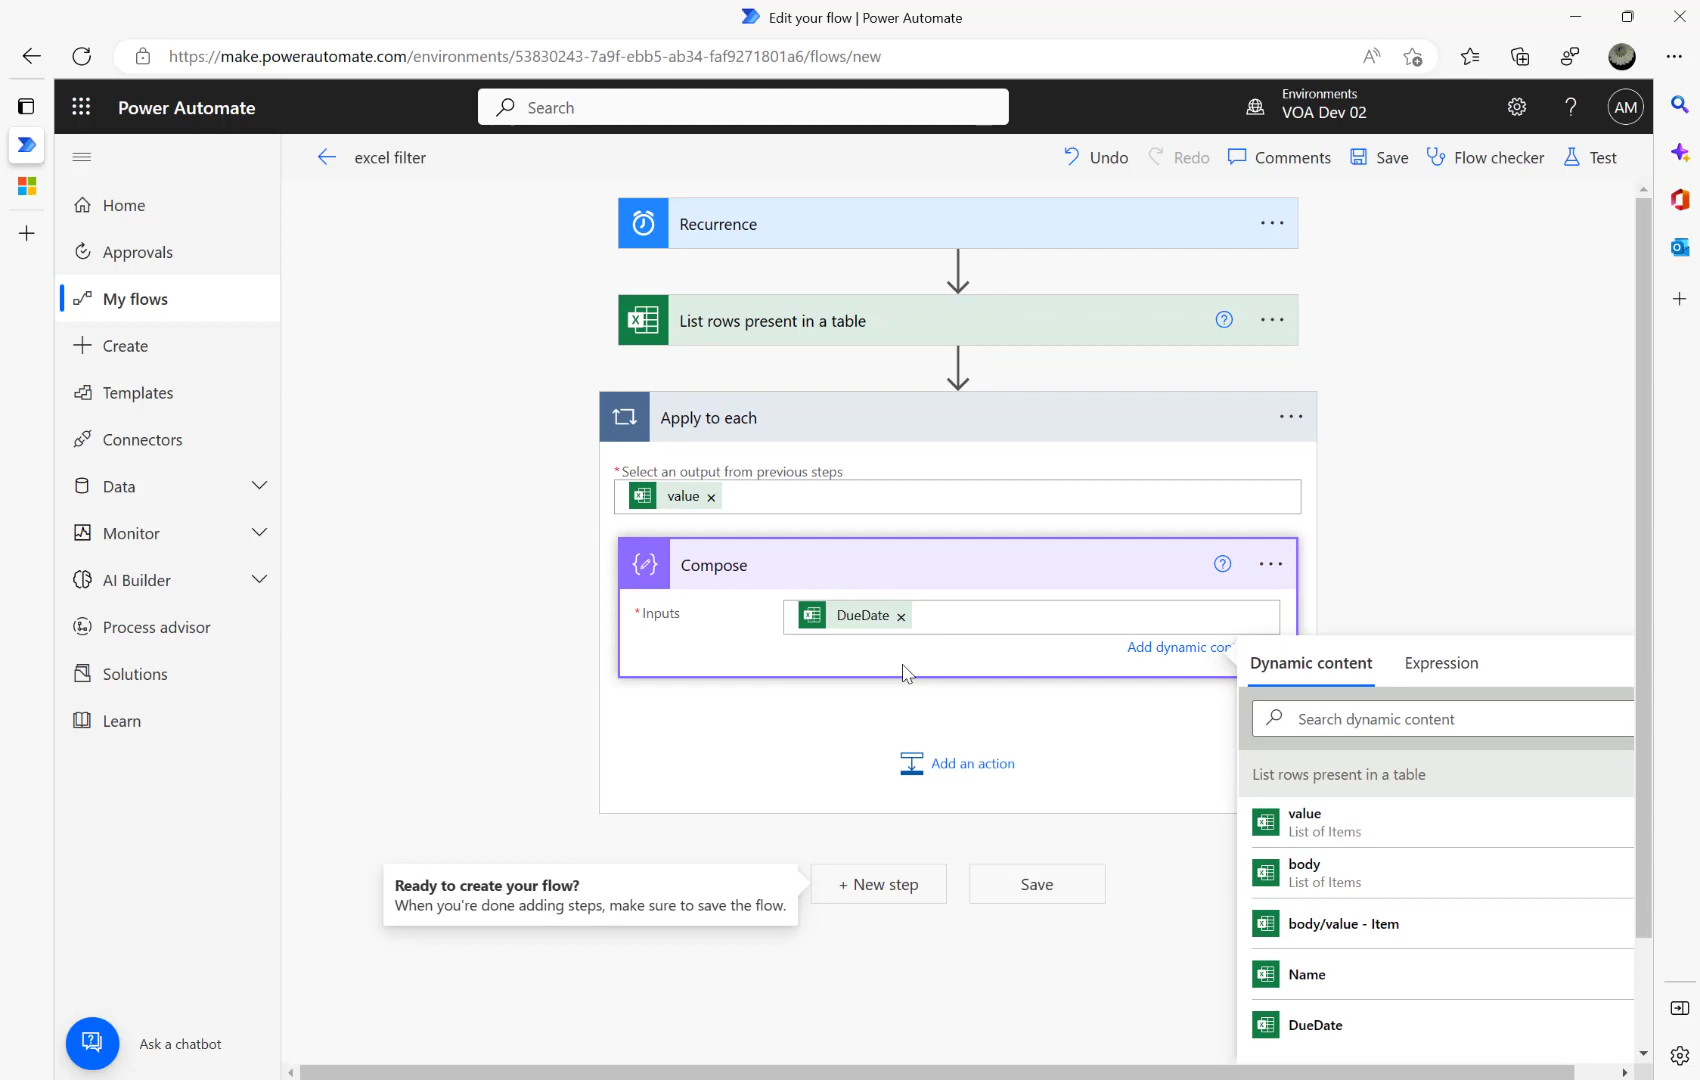 Edit your flow | Power Automate
https://make.powerautomate.com/environments/53830243-7a9f-ebb5-ab34-faf9271801a6/flows/new
Power Automate
Search
Environments
VOA Dev 02
AM
excel filter
Undo
Redo
Comments
Save
Flow checker
Test
Home
Approvals
My flows
Create
Templates
Connectors
Data
Monitor
AI Builder
Process advisor
Solutions
Learn
Ask a chatbot
Recurrence
List rows present in a table
Apply to each
* Select an output from previous steps
value
Compose
* Inputs
DueDate
Add dynamic con
Add an action
Ready to create your flow?
When you're done adding steps, make sure to save the flow.
+ New step
Save
Dynamic content
Expression
Search dynamic content
List rows present in a table
value
List of Items
body
List of Items
body/value - Item
Name
DueDate